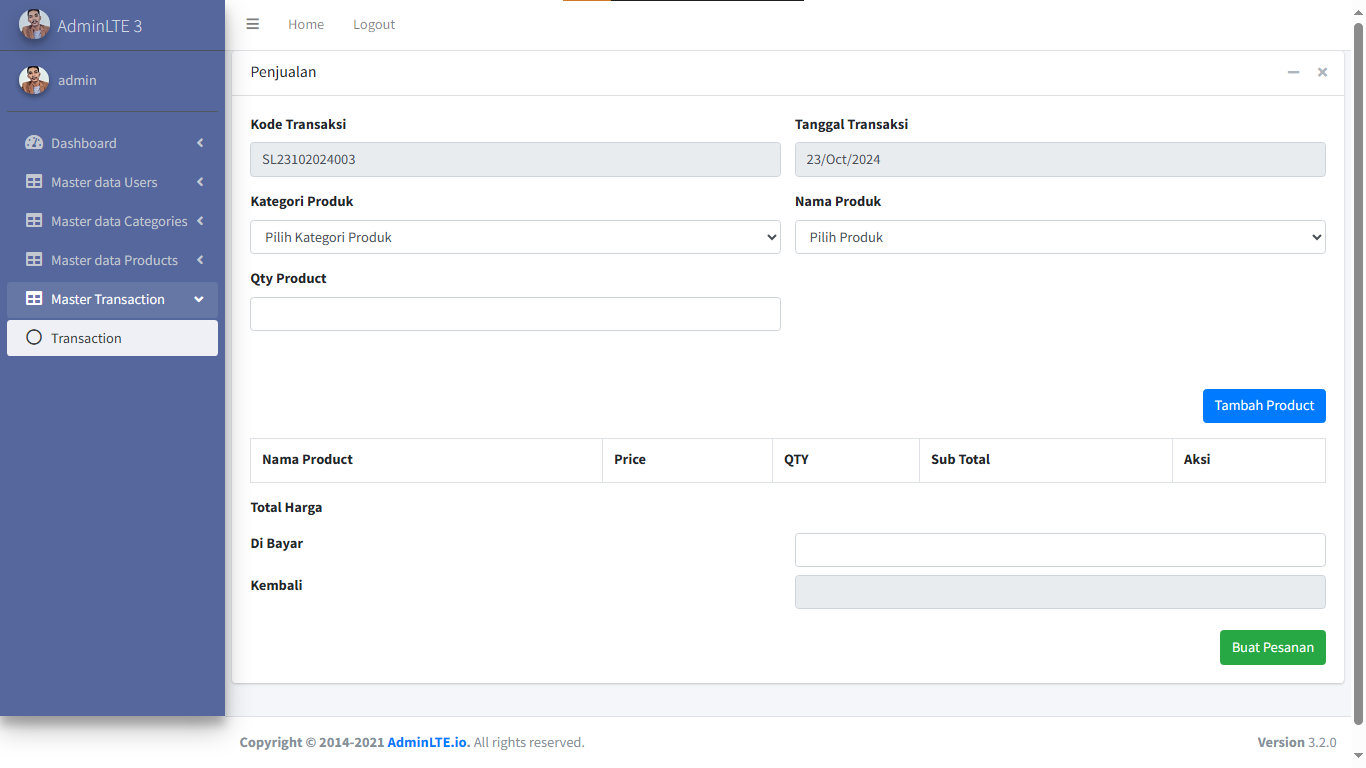 AdminLTE 3
Home Logout
admin
Penjualan
Dashboard
Master data Users
Master data Categories
Master data Products
Master Transaction
Transaction
Kode Transaksi Tanggal Transaksi
SL23102024003 23/Oct/2024
Kategori Produk Nama Produk
Pilih Kategori Produk Pilih Produk
Qty Product
Tambah Product
Nama Product Price QTY Sub Total Aksi
Total Harga
Di Bayar
Kembali
Buat Pesanan
Copyright © 2014-2021 AdminLTE.io. All rights reserved. Version 3.2.0